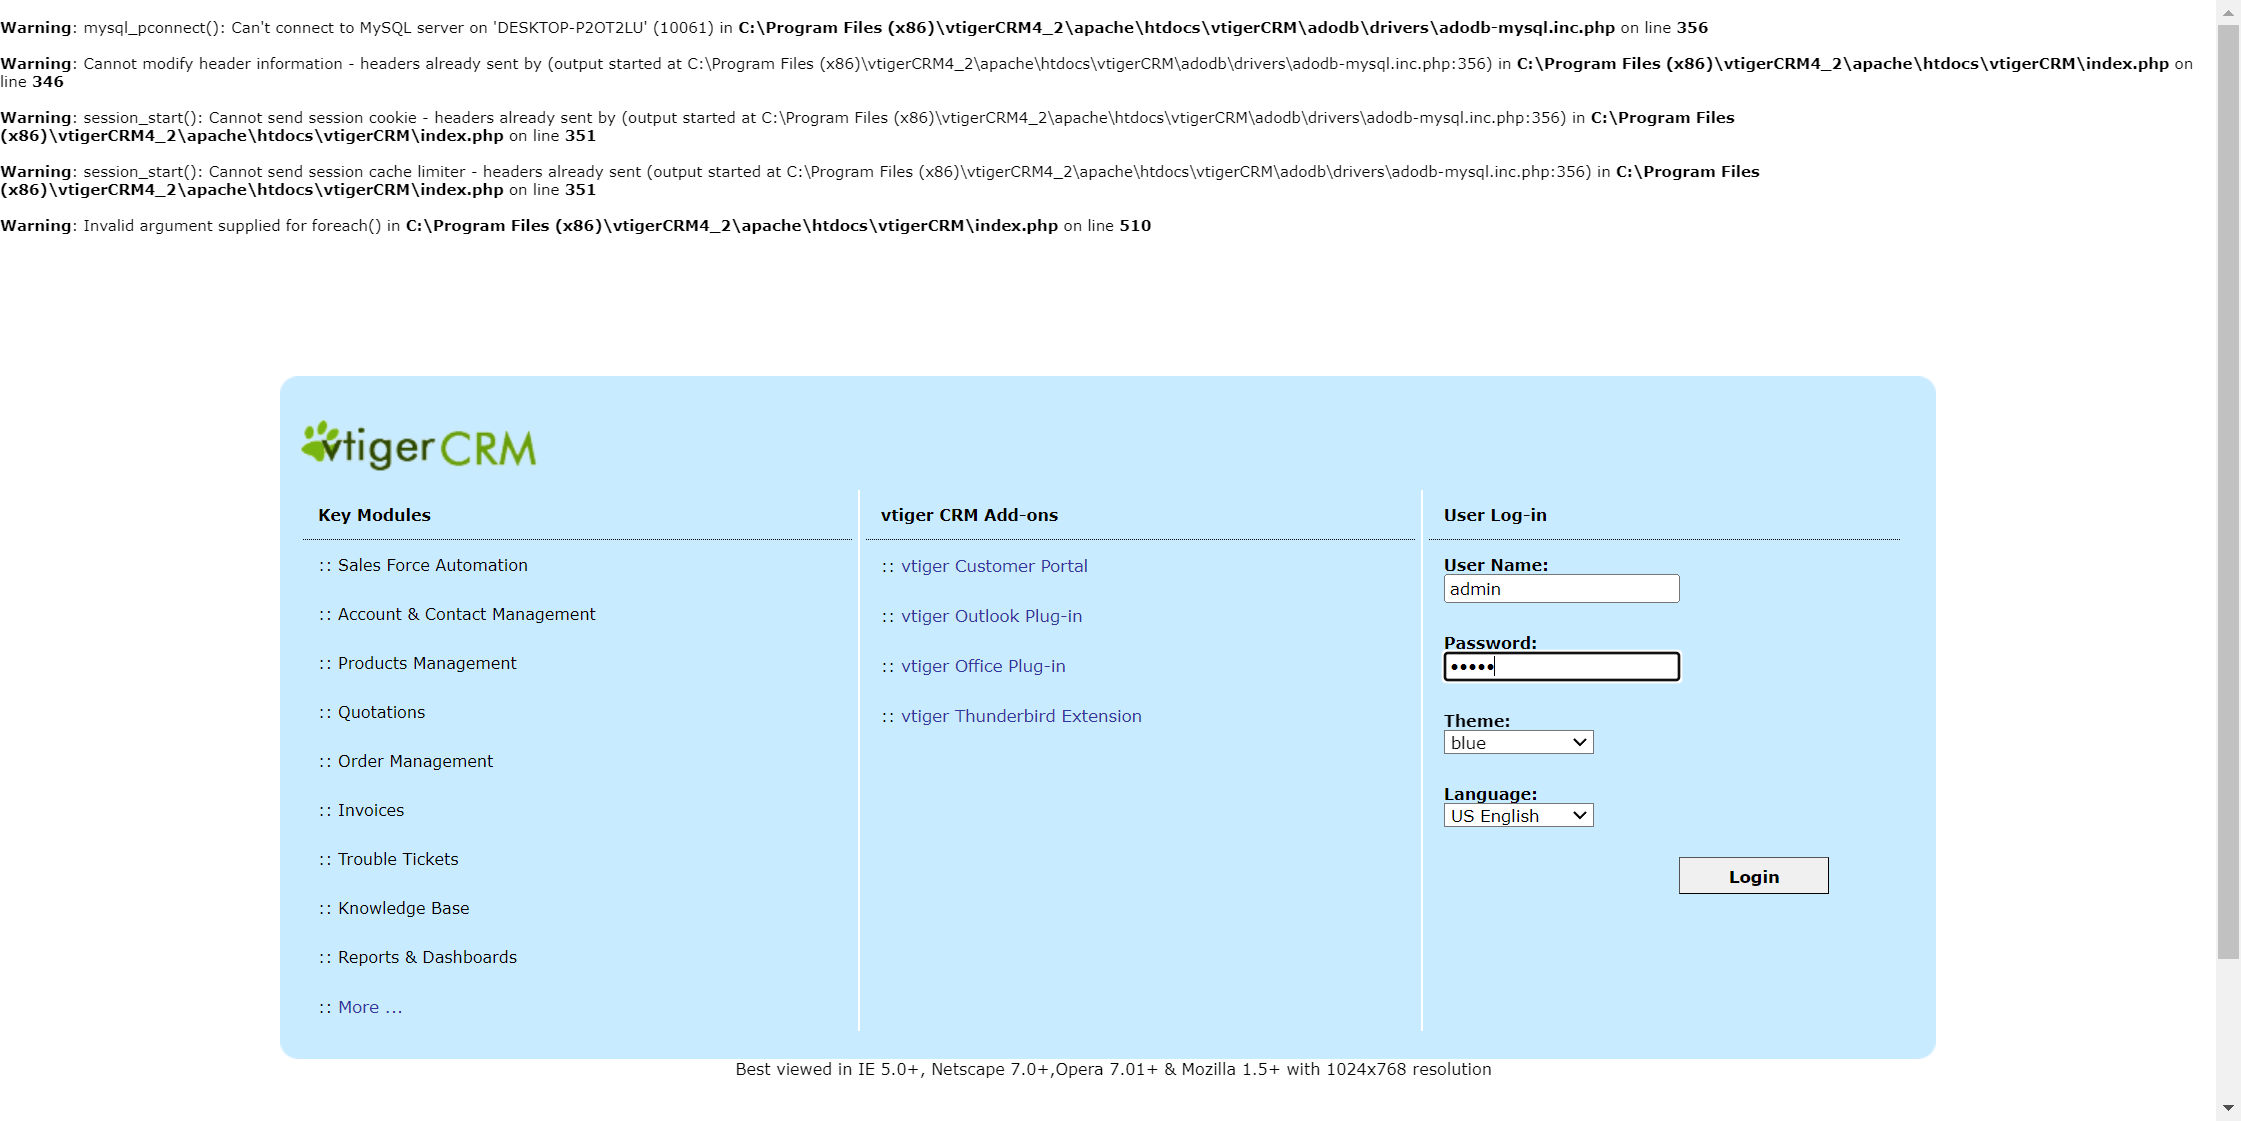 Warning: mysql_pconnect(): Can't connect to MySQL server on 'DESKTOP-P2OT2LU' (10061) in C:\Program Files (x86)\vtigerCRM4_2\apache\htdocs\vtigerCRM\adodb\drivers\adodb-mysql.inc.php on line 356
Warning: Cannot modify header information - headers already sent by (output started at C:\Program Files (x86)\vtigerCRM4_2\apache\htdocs\vtigerCRM\adodb\drivers\adodb-mysql.inc.php:356) in C:\Program Files (x86)\vtigerCRM4_2\apache\htdocs\vtigerCRM\index.php on
line 346
Warning: session_start(): Cannot send session cookie - headers already sent by (output started at C:\Program Files (x86)\vtigerCRM4_2\apache\htdocs\vtigerCRM\adodb\drivers\adodb-mysql.inc.php:356) in C:\Program Files
(x86)\vtigerCRM4_2\apache\htdocs\vtigerCRM\index.php on line 351
Warning: session_start(): Cannot send session cache limiter - headers already sent (output started at C:\Program Files (x86)\vtigerCRM4_2\apache\htdocs\vtigerCRM\adodb\drivers\adodb-mysql.inc.php:356) in C:\Program Files
(x86)\vtigerCRM4_2\apache\htdocs\vtigerCRM\index.php on line 351
Warning: Invalid argument supplied for foreach() in C:\Program Files (x86)\vtigerCRM4_2\apache\htdocs\vtigerCRM\index.php on line 510
vtiger CRM
Key Modules
:: Sales Force Automation
:: Account & Contact Management
:: Products Management
:: Quotations
:: Order Management
:: Invoices
:: Trouble Tickets
:: Knowledge Base
:: Reports & Dashboards
:: More ...
vtiger CRM Add-ons
:: vtiger Customer Portal
:: vtiger Outlook Plug-in
:: vtiger Office Plug-in
:: vtiger Thunderbird Extension
User Log-in
User Name:
admin
Password:
•••••
Theme:
blue
Language:
US English
Login
Best viewed in IE 5.0+, Netscape 7.0+,Opera 7.01+ & Mozilla 1.5+ with 1024x768 resolution